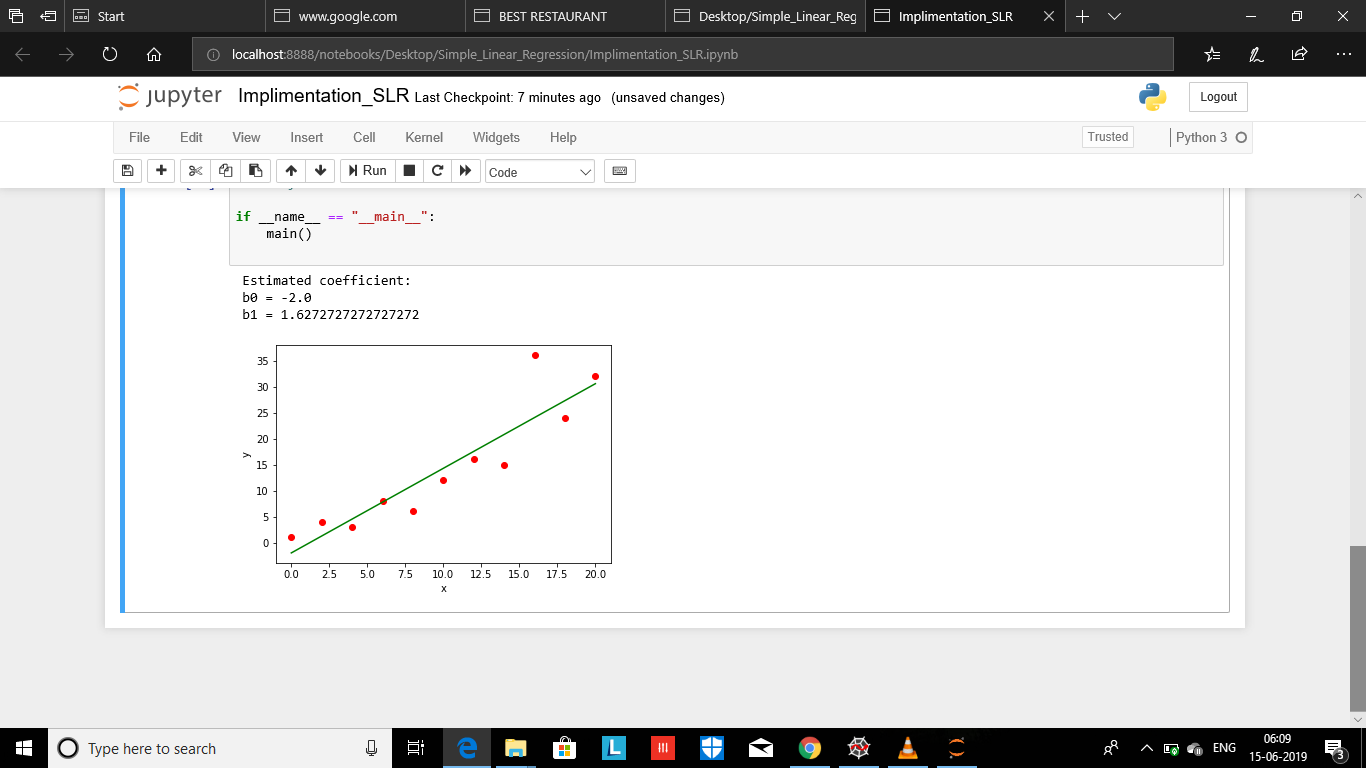 Start
www.google.com
BEST RESTAURANT
Desktop/Simple_Linear_Reg
Implimentation_SLR
localhost:8888/notebooks/Desktop/Simple_Linear_Regression/Implimentation_SLR.ipynb
jupyter Implimentation_SLR Last Checkpoint: 7 minutes ago (unsaved changes)
Logout
File Edit View Insert Cell Kernel Widgets Help
Trusted
Python 3
Run
Code
if __name__ == "__main__":
main()
Estimated coefficient:
b0 = -2.0
b1 = 1.6272727272727272
35
30
25
20
15
10
5
0
y
0.0 2.5 5.0 7.5 10.0 12.5 15.0 17.5 20.0
x
Type here to search
L
ENG
06:09
15-06-2019
3